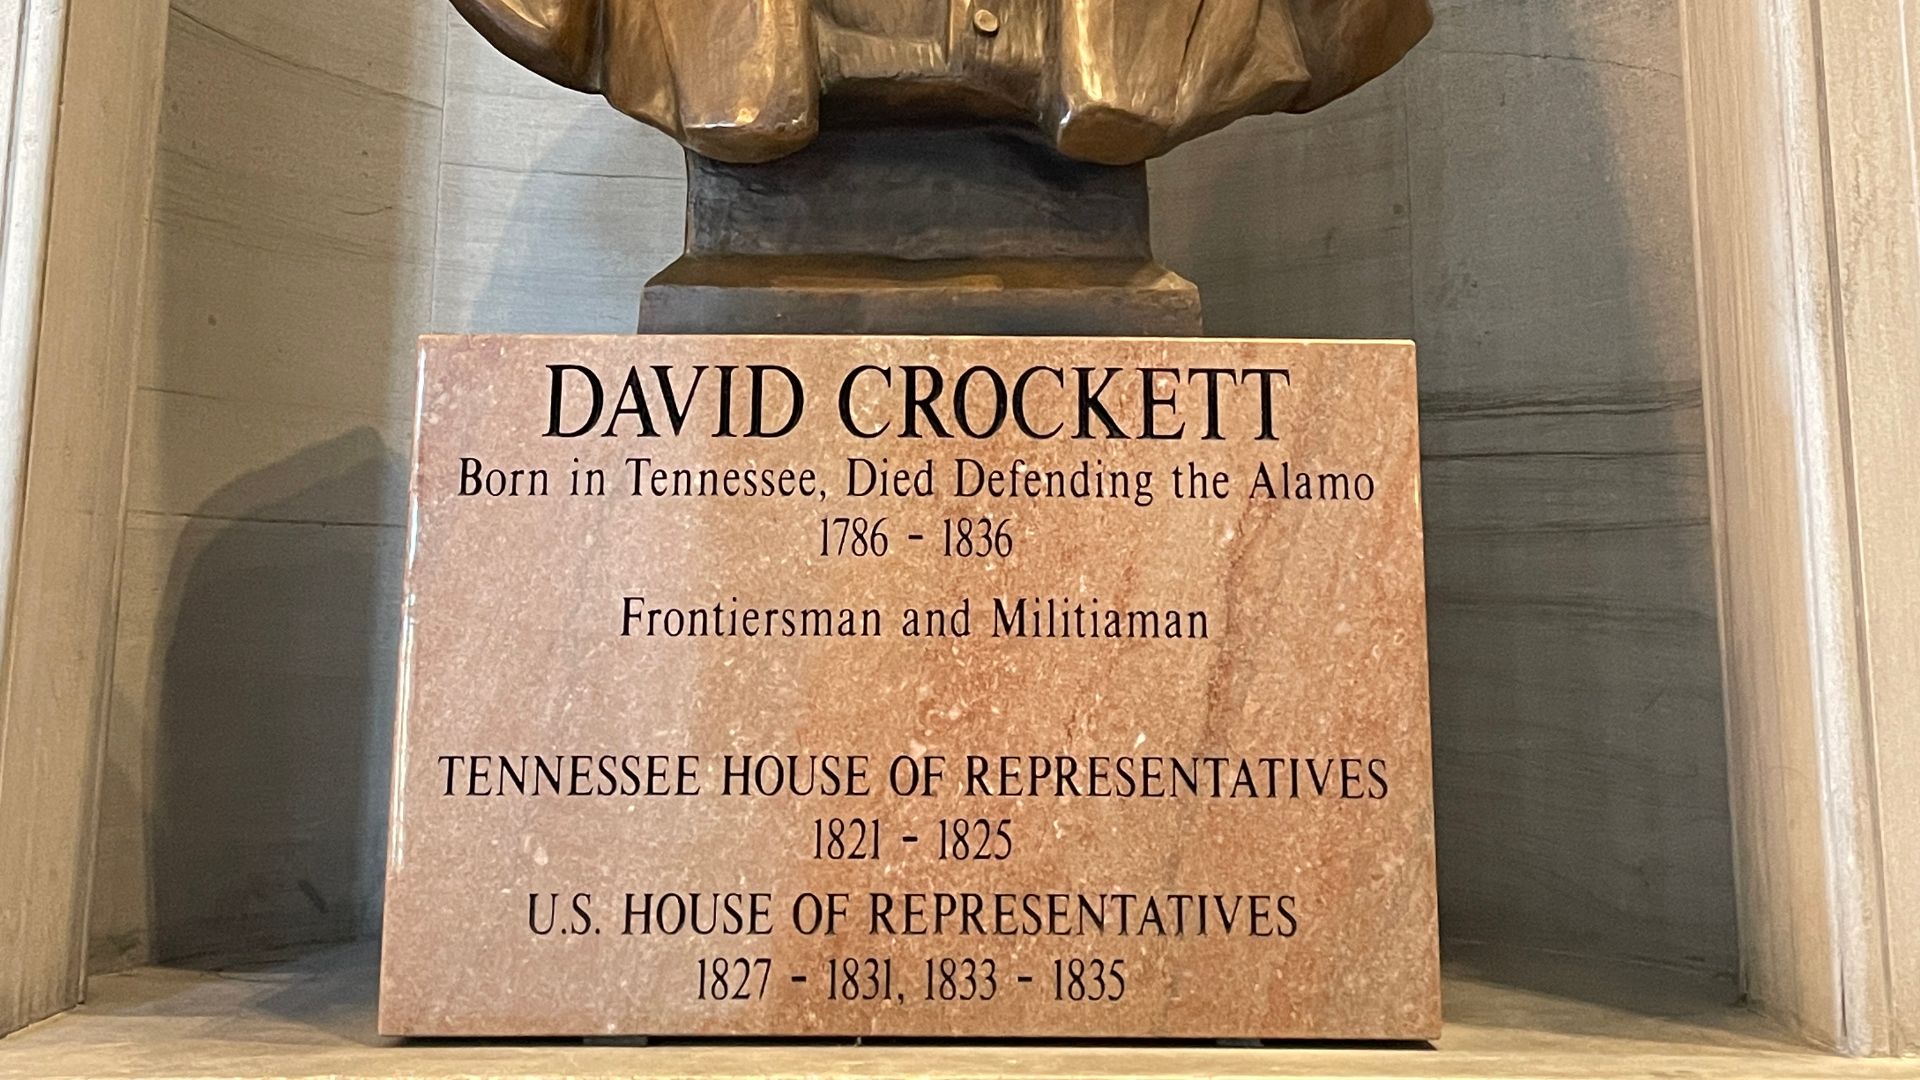 DAVID CROCKETT
Born in Tennessee, Died Defending the Alamo
1786 - 1836
Frontiersman and Militiaman
TENNESSEE HOUSE OF REPRESENTATIVES
1821 - 1825
U.S. HOUSE OF REPRESENTATIVES
1827 - 1831, 1833 - 1835